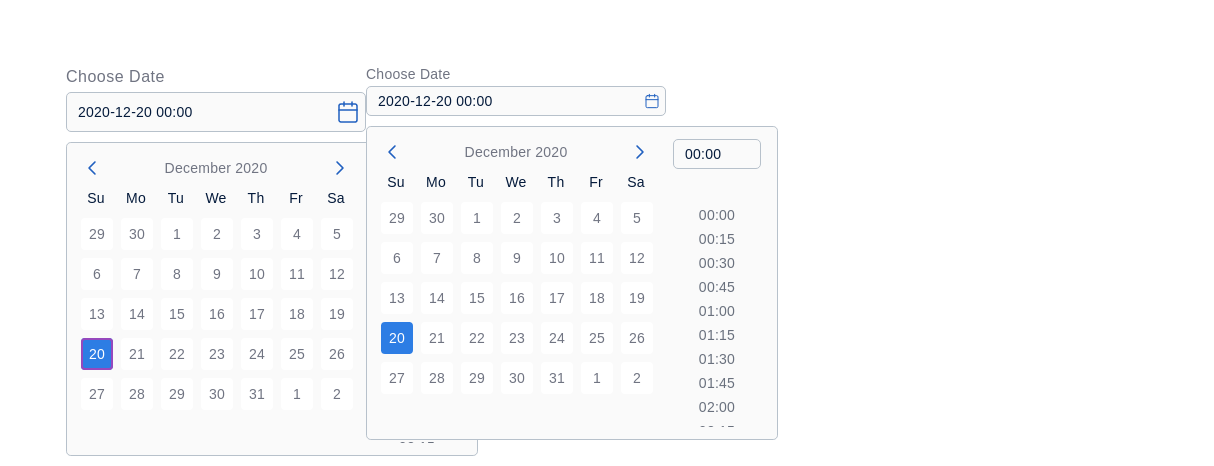 Choose Date
2020-12-20 00:00
December 2020
Su Mo Tu We Th Fr Sa
29 30 1 2 3 4 5
6 7 8 9 10 11 12
13 14 15 16 17 18 19
20 21 22 23 24 25 26
27 28 29 30 31 1 2
Choose Date
2020-12-20 00:00
December 2020
Su Mo Tu We Th Fr Sa
29 30 1 2 3 4 5
6 7 8 9 10 11 12
13 14 15 16 17 18 19
20 21 22 23 24 25 26
27 28 29 30 31 1 2
00:00
00:00
00:15
00:30
00:45
01:00
01:15
01:30
01:45
02:00